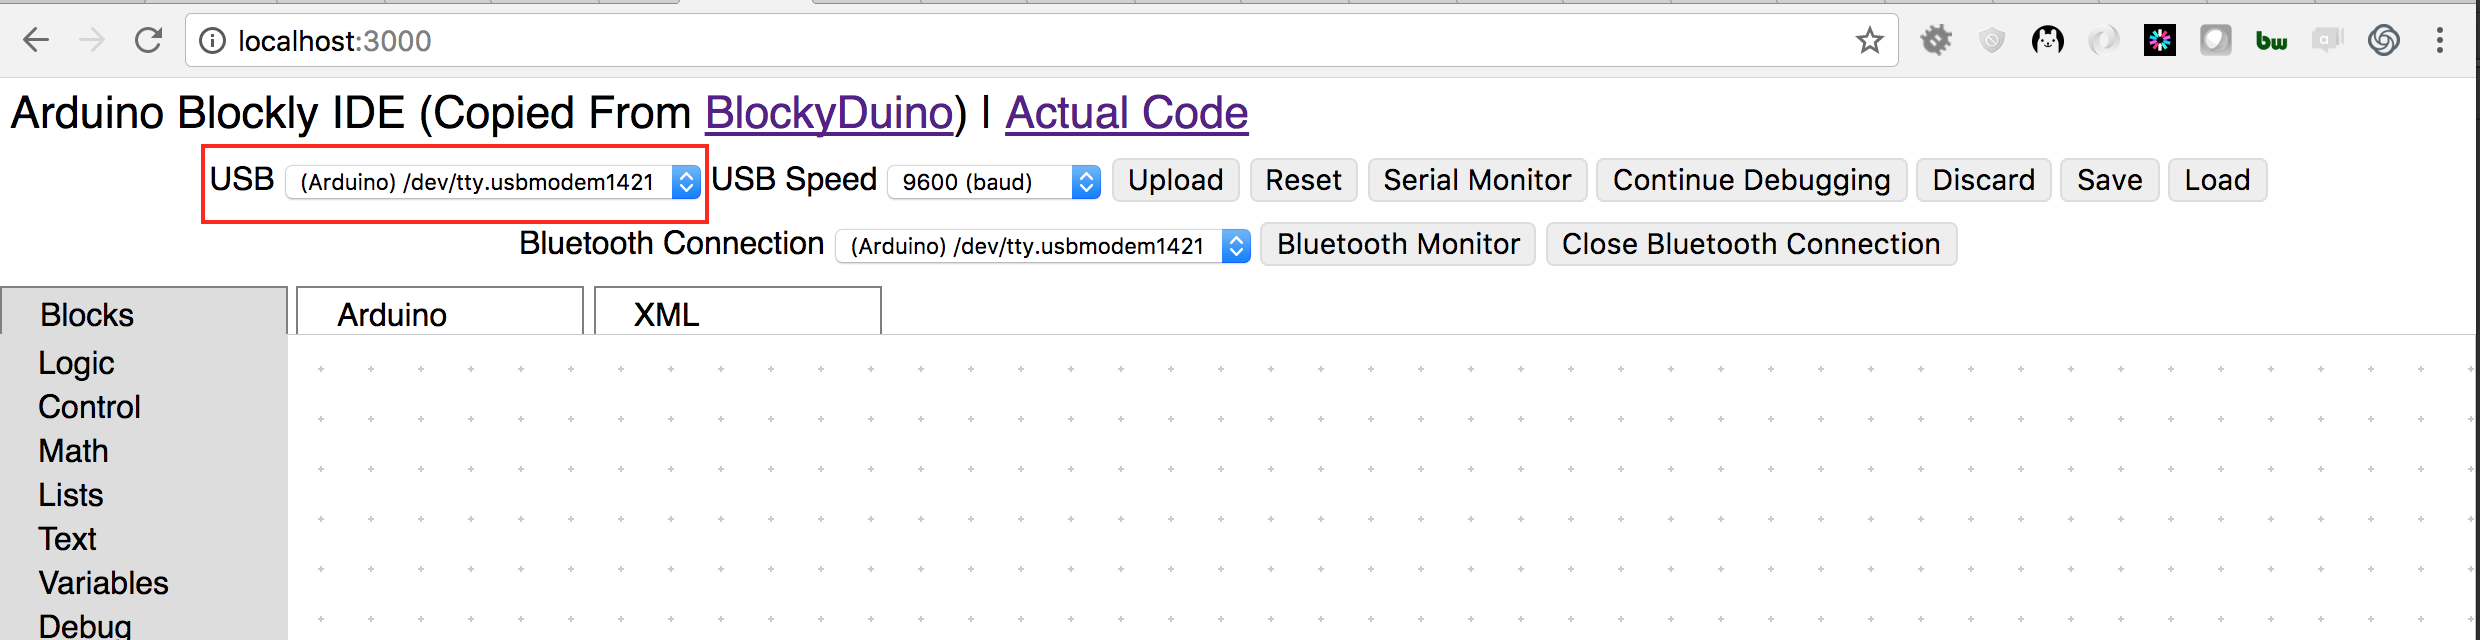 localhost:3000
bw
a
Arduino Blockly IDE (Copied From BlockyDuino) | Actual Code
USB (Arduino) /dev/tty.usbmodem1421 USB Speed 9600 (baud) Upload Reset Serial Monitor Continue Debugging Discard Save Load
Bluetooth Connection (Arduino) /dev/tty.usbmodem1421 Bluetooth Monitor Close Bluetooth Connection
Blocks Arduino XML
Logic
Control
Math
Lists
Text
Variables
Debug